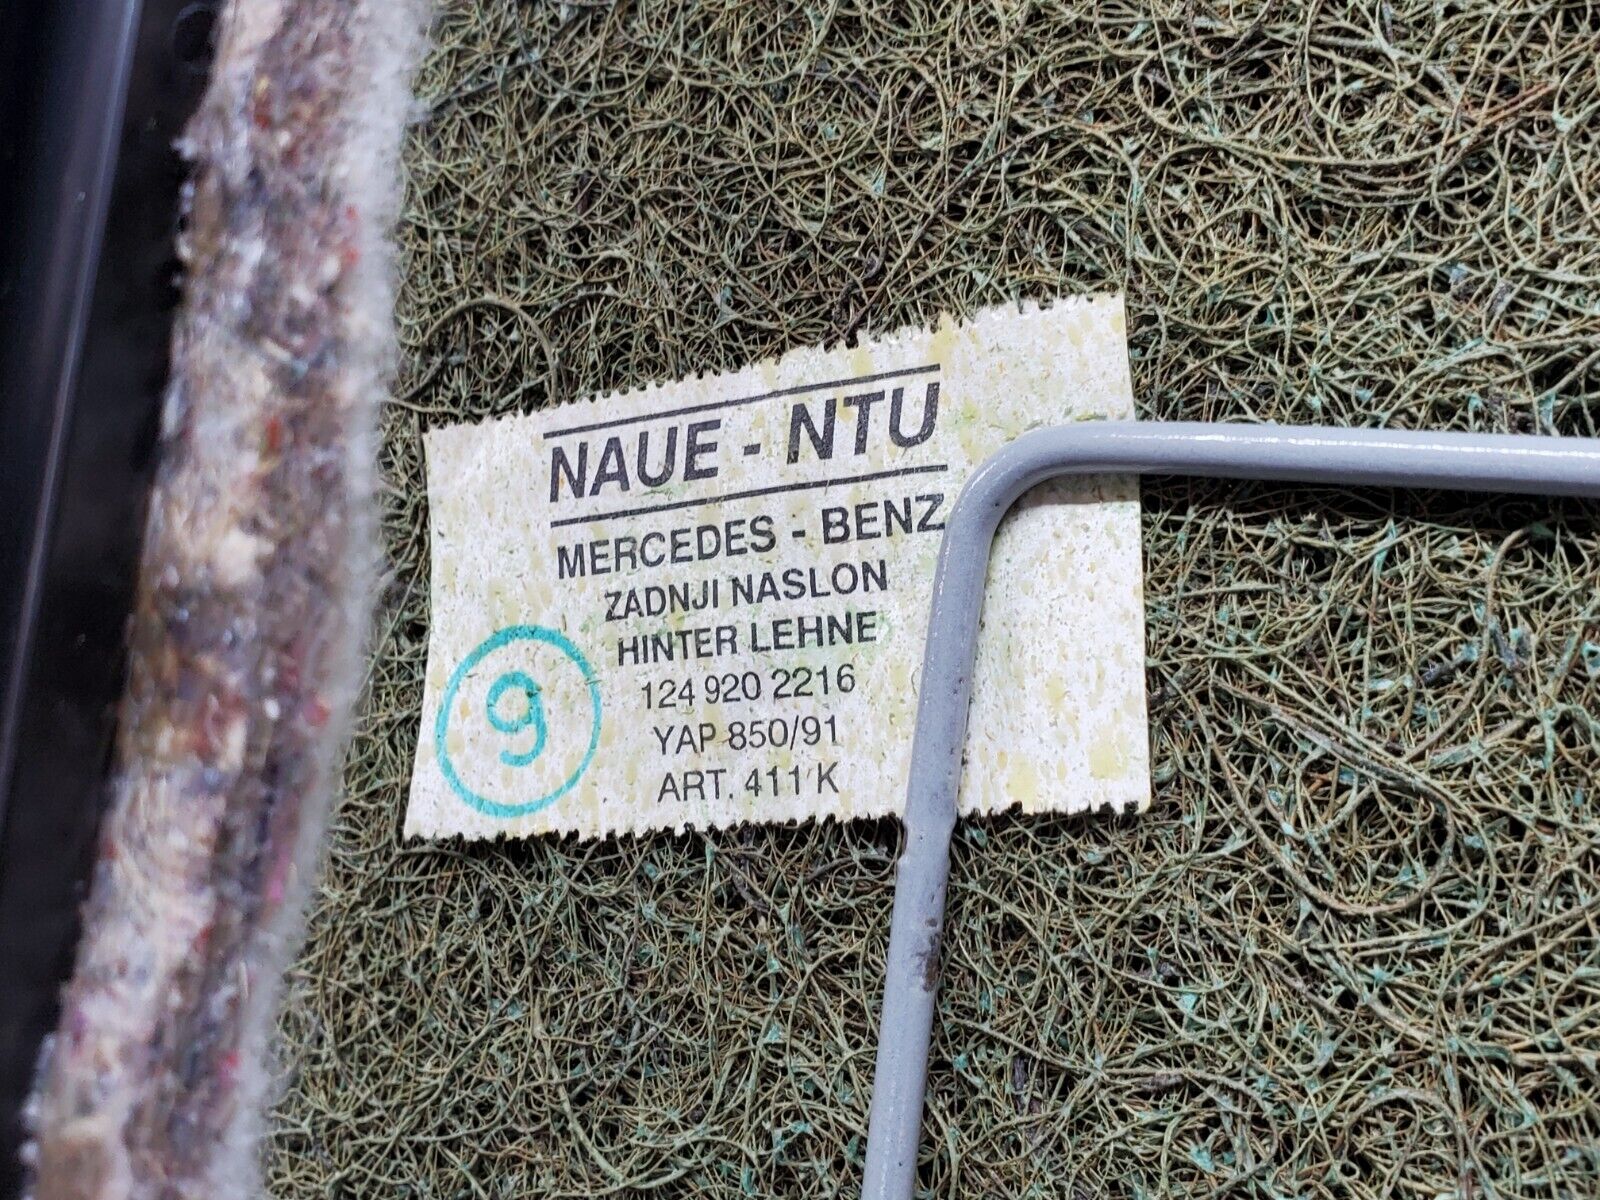 NAUE - NTU
MERCEDES - BENZ
ZADNJI NASLON
HINTER LEHNE
124 920 2216
YAP 850/91
ART. 411 K
9